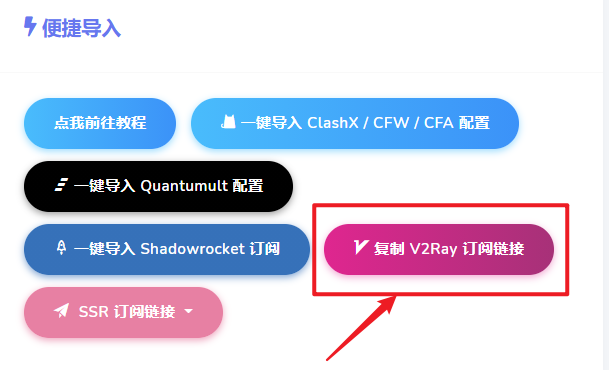 便捷导入
点我前往教程
一键导入 ClashX / CFW / CFA 配置
一键导入 Quantumult 配置
一键导入 Shadowrocket 订阅
复制 V2Ray 订阅链接
SSR 订阅链接